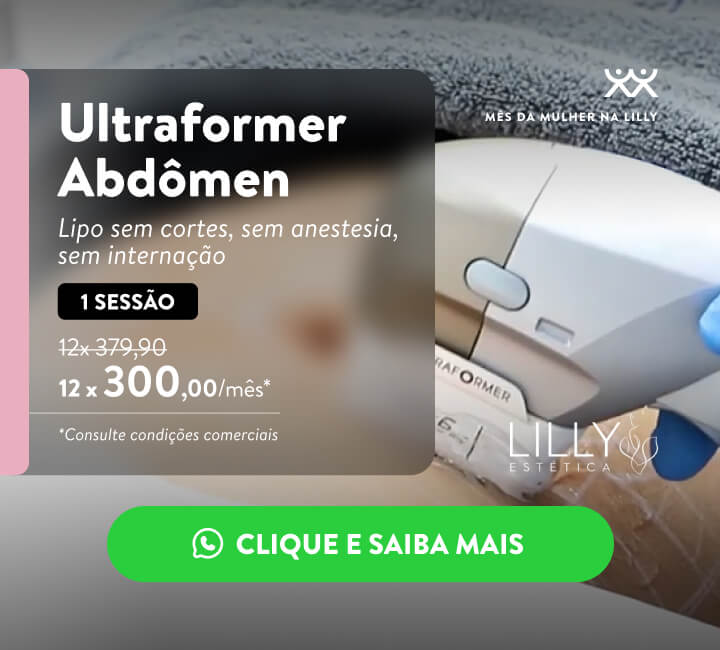 MÊS DA MULHER NA LILLY
Ultraformer
Abdômen
Lipo sem cortes, sem anestesia,
sem internação
1 SESSÃO
12x 379,90
12 x 300,00/mês*
*Consulte condições comerciais
RAFORMER
6
LILLY
ESTÉTICA
CLIQUE E SAIBA MAIS